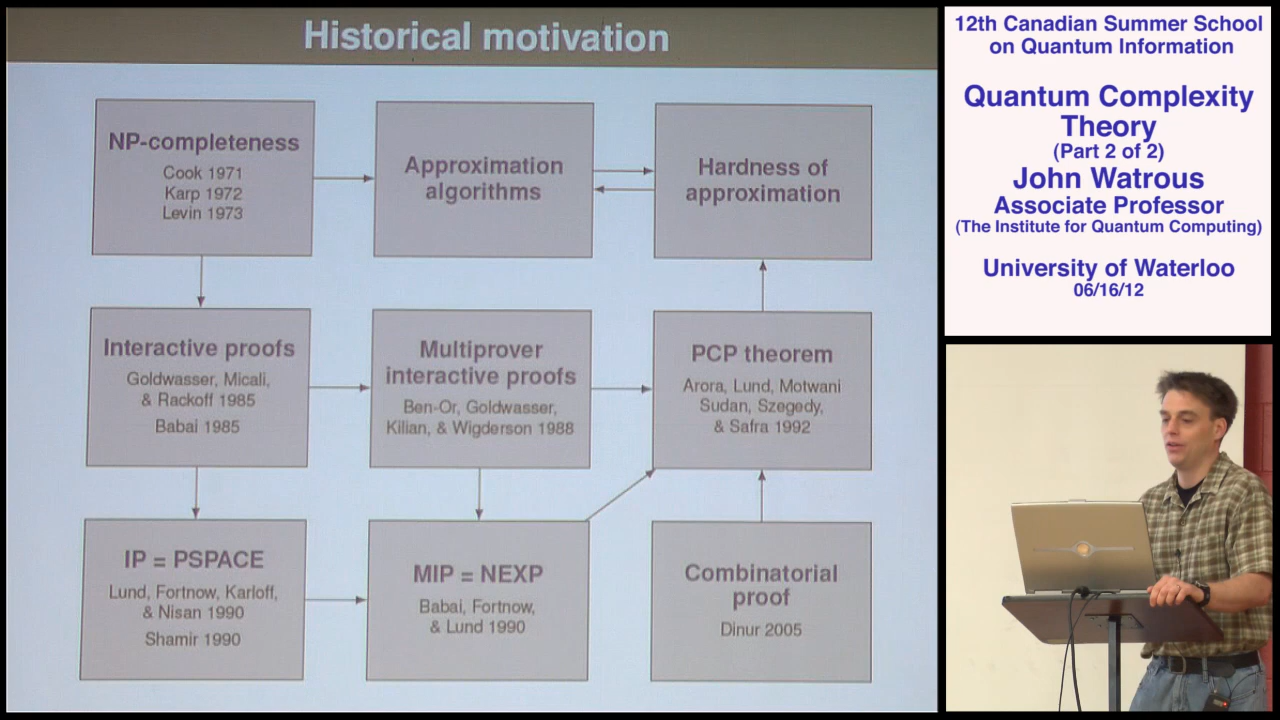 Historical motivation
NP-completeness
Cook 1971
Karp 1972
Levin 1973
Approximation
algorithms
Hardness of
approximation
Interactive proofs
Goldwasser, Micali,
& Rackoff 1985
Babai 1985
Multiprover
interactive proofs
Ben-Or, Goldwasser,
Kilian, & Wigderson 1988
PCP theorem
Arora, Lund, Motwani
Sudan, Szegedy,
& Safra 1992
IP = PSPACE
Lund, Fortnow, Karloff,
& Nisan 1990
Shamir 1990
MIP = NEXP
Babai, Fortnow,
& Lund 1990
Combinatorial
proof
Dinur 2005
12th Canadian Summer School
on Quantum Information
Quantum Complexity
Theory
(Part 2 of 2)
John Watrous
Associate Professor
(The Institute for Quantum Computing)
University of Waterloo
06/16/12